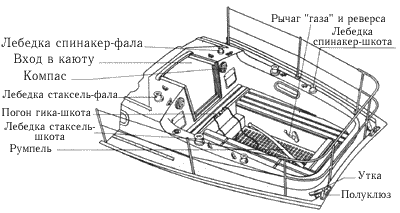 Рычаг "газа" и реверса
Лебедка
спинакер-шкота
Лебедка спинакер-фала
Вход в каюту
Компас
Лебедка стаксель-фала
Погон гика-шкота
Лебедка стаксель-
шкота
Румпель
Утка
Полуклюз